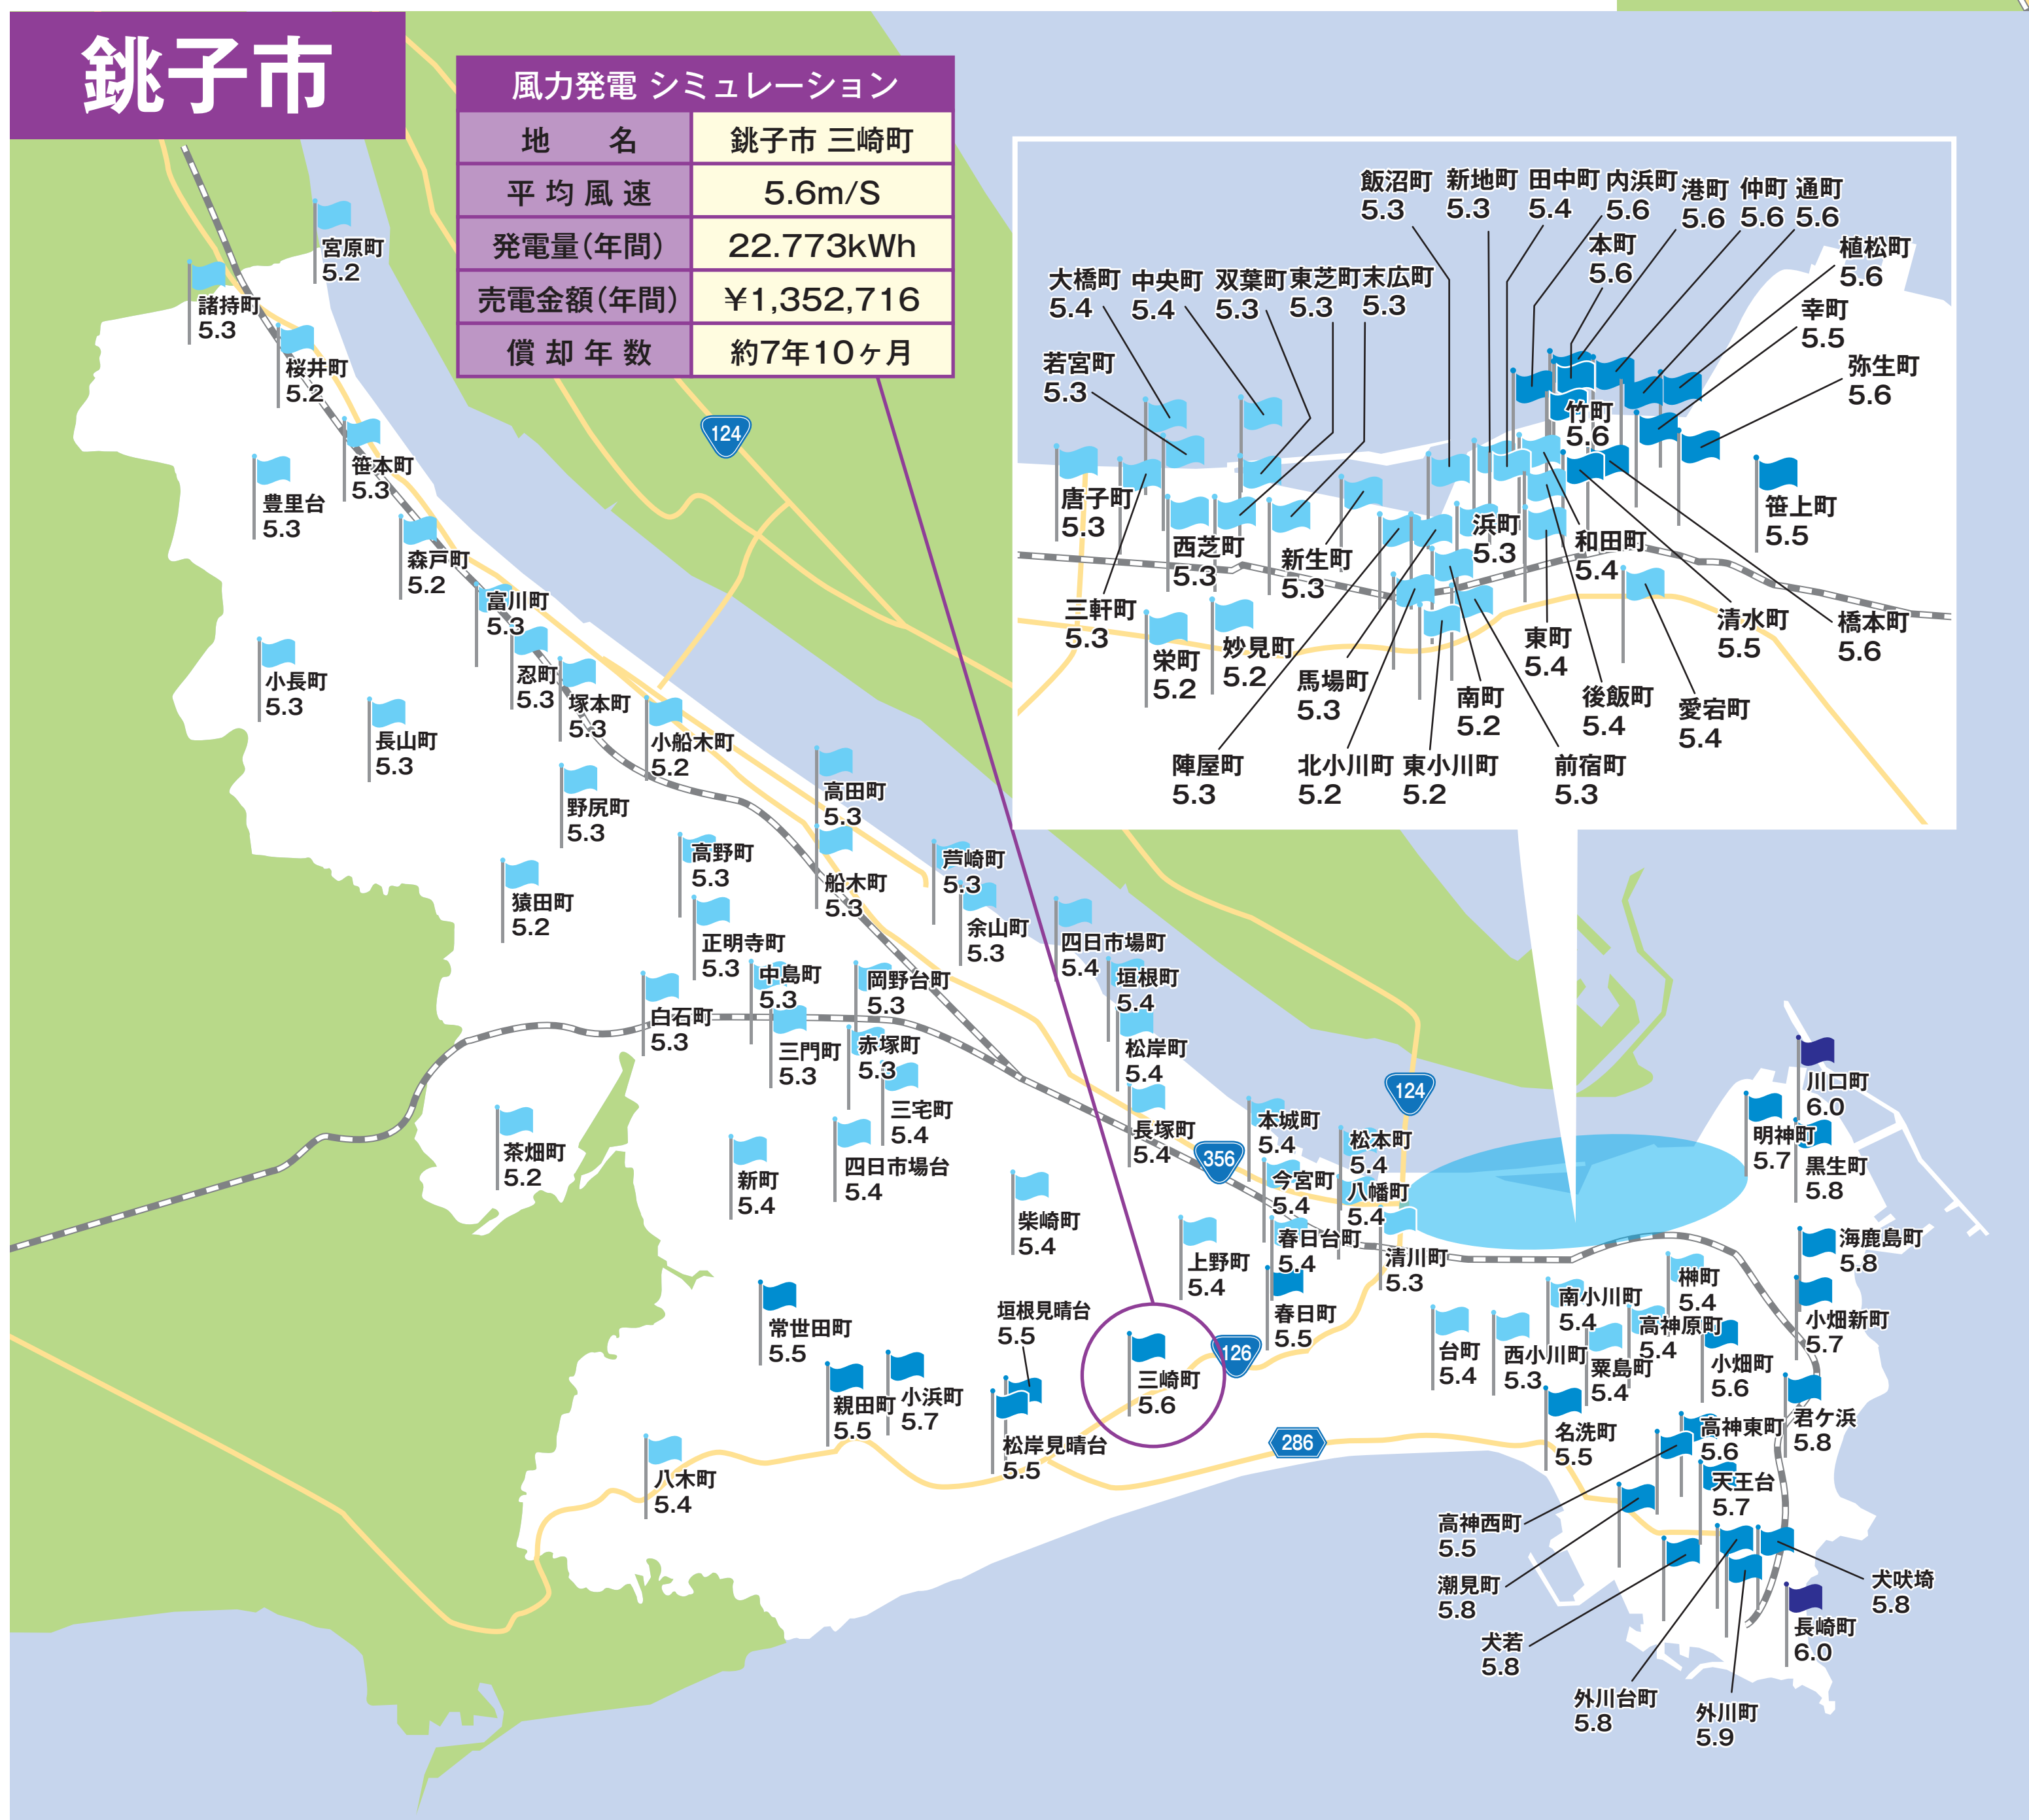 銚子市
風力発電 シミュレーション
地 名 銚子市 三崎町
平均風速 5.6m/S
発電量(年間) 22.773kWh
売電金額(年間) ¥1,352,716
償却年数 約7年10ヶ月
飯沼町
5.3
新地町
5.3
田中町
5.4
内浜町
5.6
港町
5.6
仲町
5.6
通町
5.6
本町
5.6
植松町
5.6
幸町
5.5
弥生町
5.6
大橋町
5.4
中央町
5.4
双葉町
5.3
東芝町
5.3
末広町
5.3
若宮町
5.3
竹町
5.6
唐子町
5.3
西芝町
5.3
新生町
5.3
浜町
5.3
和田町
5.4
笹上町
5.5
三軒町
5.3
栄町
5.2
妙見町
5.2
馬場町
5.3
南町
5.2
東町
5.4
後飯町
5.4
愛宕町
5.4
清水町
5.5
橋本町
5.6
陣屋町
5.3
北小川町
5.2
東小川町
5.2
前宿町
5.3
宮原町
5.2
諸持町
5.3
桜井町
5.2
笹本町
5.3
豊里台
5.3
森戸町
5.2
富川町
5.3
忍町
5.3
塚本町
5.3
小長町
5.3
長山町
5.3
小船木町
5.2
野尻町
5.3
高田町
5.3
高野町
5.3
船木町
5.3
芦崎町
5.3
余山町
5.3
猿田町
5.2
正明寺町
5.3
中島町
5.3
岡野台町
5.3
四日市場町
5.4
垣根町
5.4
白石町
5.3
三門町
5.3
赤塚町
5.3
松岸町
5.4
三宅町
5.4
長塚町
5.4
本城町
5.4
松本町
5.4
茶畑町
5.2
新町
5.4
四日市場台
5.4
今宮町
5.4
八幡町
5.4
柴崎町
5.4
上野町
5.4
春日台町
5.4
清川町
5.3
春日町
5.5
常世田町
5.5
垣根見晴台
5.5
三崎町
5.6
親田町
5.5
小浜町
5.7
松岸見晴台
5.5
八木町
5.4
川口町
6.0
明神町
5.7
黒生町
5.8
海鹿島町
5.8
小畑新町
5.7
榊町
5.4
南小川町
5.4
高神原町
5.4
台町
5.4
西小川町
5.3
粟島町
5.4
小畑町
5.6
名洗町
5.5
高神東町
5.6
君ケ浜
5.8
天王台
5.7
高神西町
5.5
潮見町
5.8
犬若
5.8
外川台町
5.8
外川町
5.9
犬吠埼
5.8
長崎町
6.0
124
124
356
126
286